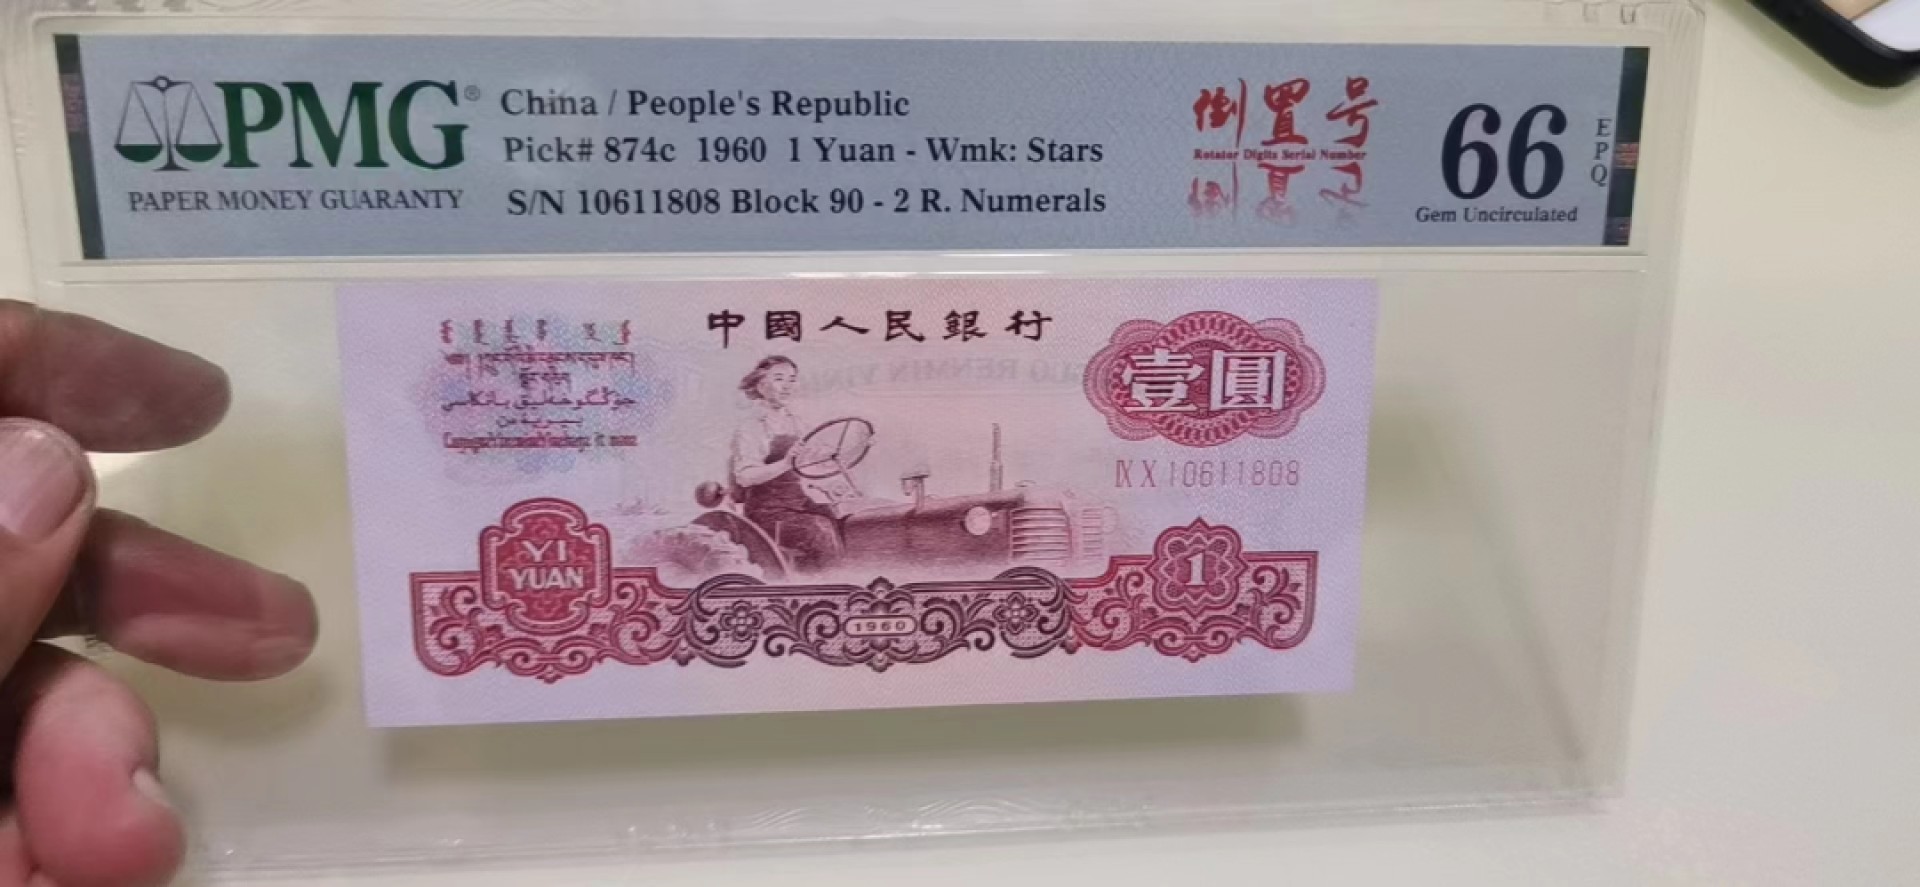 PMG®
PAPER MONEY GUARANTY
China / People's Republic
Pick# 874c 1960 1 Yuan - Wmk: Stars
S/N 10611808 Block 90 - 2 R. Numerals
倒置号
Rotator Digits Serial Number
66
EPQ
Gem Uncirculated
中國人民銀行
壹圓
IX X 10611808
YI
YUAN
1
1960